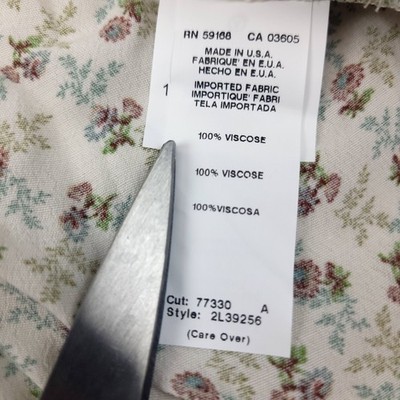 RN 59168 CA 03605
MADE IN U.S.A.
FABRIQUE' EN E.U.A.
HECHO EN E.U.A.
1 IMPORTED FABRIC
IMPORTIQUE' FABRI
TELA IMPORTADA
100% VISCOSE
100% VISCOSE
100%VISCOSA
Cut: 77330 A
Style: 2L39256
(Care Over)